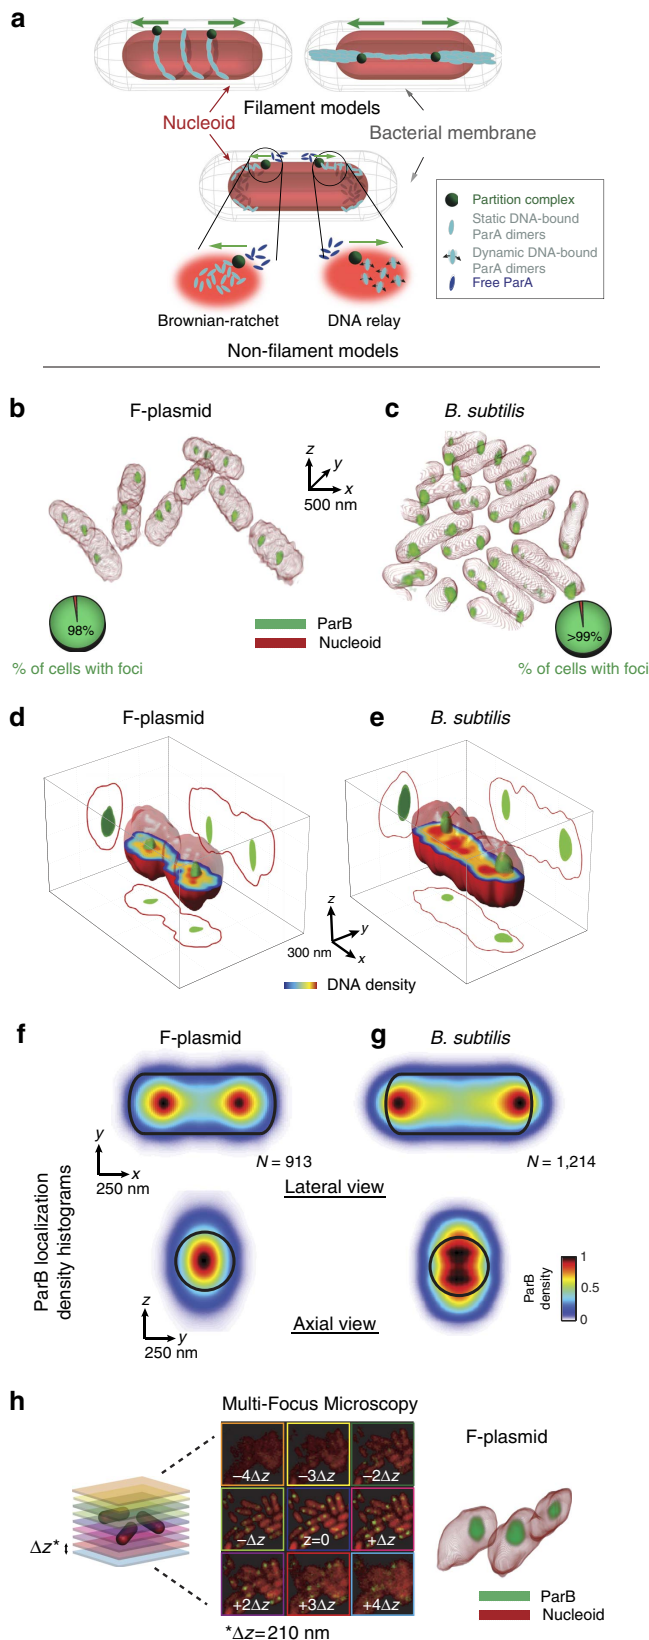 a
Filament models
Nucleoid
Bacterial membrane
Partition complex
Static DNA-bound
ParA dimers
Dynamic DNA-bound
ParA dimers
Free ParA
Brownian-ratchet
DNA relay
Non-filament models
b
F-plasmid
c
B. subtilis
z
y
x
500 nm
98%
ParB
Nucleoid
>99%
% of cells with foci
% of cells with foci
d
F-plasmid
e
B. subtilis
z
y
x
300 nm
DNA density
f
F-plasmid
g
B. subtilis
y
x
250 nm
N = 913
N = 1,214
Lateral view
ParB localization
density histograms
z
y
250 nm
Axial view
ParB
density
1
0.5
0
h
Multi-Focus Microscopy
F-plasmid
−4Δz
−3Δz
−2Δz
−Δz
z=0
+Δz
+2Δz
+3Δz
+4Δz
Δz*
*Δz=210 nm
ParB
Nucleoid